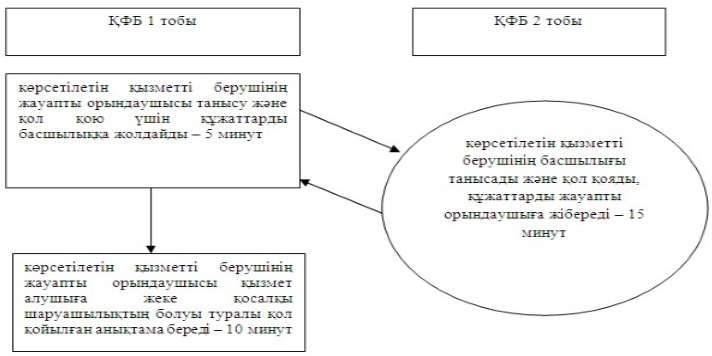 ҚФБ 1 тобы
ҚФБ 2 тобы
көрсетілетін қызметті берушінің
жауапты орындаушысы танысу және
қол қою үшін құжаттарды
басшылыққа жолдайды – 5 минут
көрсетілетін қызметті
берушінің басшылығы
танысады және қол қояды,
құжаттарды жауапты
орындаушыға жібереді – 15
минут
көрсетілетін қызметті берушінің
жауапты орындаушысы қызмет
алушыға жеке қосалқы
шаруашылықтың болуы туралы қол
қойылған анықтама береді – 10 минут